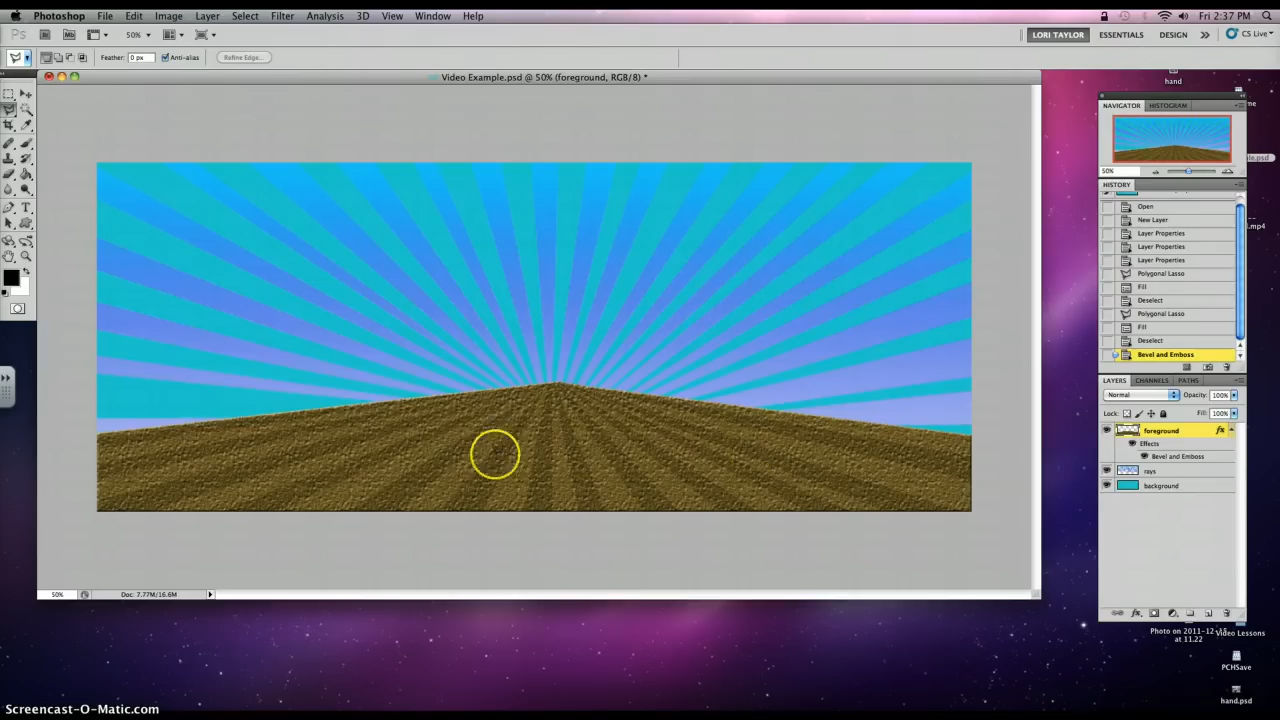 Photoshop File Edit Image Layer Select Filter Analysis 3D View Window Help Fri 2:37 PM
Ps Br Mb 50% LORI TAYLOR ESSENTIALS DESIGN CS Live
Feather: 0 px Anti-alias Refine Edge...
Video Example.psd @ 50% (foreground, RGB/8) *
hand
NAVIGATOR HISTOGRAM
50%
HISTORY
Open
New Layer
Layer Properties
Layer Properties
Layer Properties
Polygonal Lasso
Fill
Deselect
Polygonal Lasso
Fill
Deselect
Bevel and Emboss
LAYERS CHANNELS PATHS
Normal Opacity: 100%
Lock: Fill: 100%
foreground fx
Effects
Bevel and Emboss
rays
background
50% Doc: 7.77M/16.6M
Photo on 2011-12-15 at 11.22
Video Lessons
PCHSave
hand.psd
Screencast-O-Matic.com